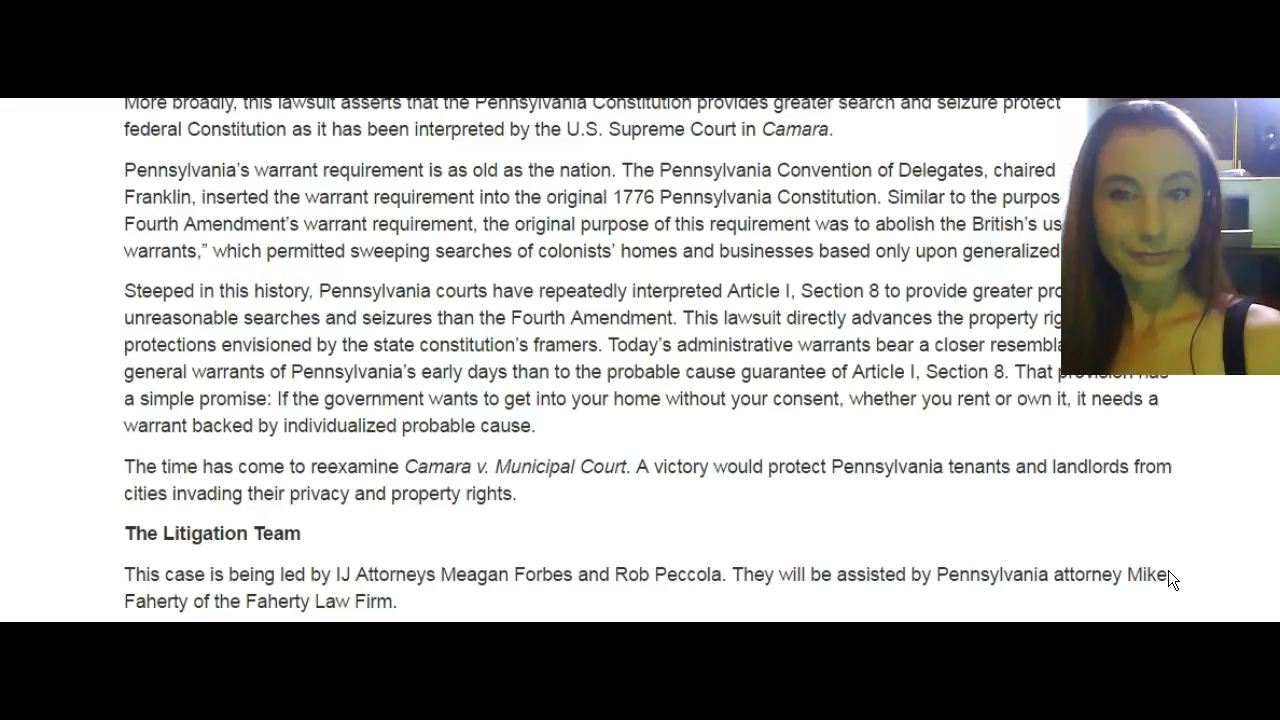 More broadly, this lawsuit asserts that the Pennsylvania Constitution provides greater search and seizure protect
federal Constitution as it has been interpreted by the U.S. Supreme Court in Camara.
Pennsylvania’s warrant requirement is as old as the nation. The Pennsylvania Convention of Delegates, chaired
Franklin, inserted the warrant requirement into the original 1776 Pennsylvania Constitution. Similar to the purpos
Fourth Amendment’s warrant requirement, the original purpose of this requirement was to abolish the British’s us
warrants,” which permitted sweeping searches of colonists’ homes and businesses based only upon generalized
Steeped in this history, Pennsylvania courts have repeatedly interpreted Article I, Section 8 to provide greater pro
unreasonable searches and seizures than the Fourth Amendment. This lawsuit directly advances the property rig
protections envisioned by the state constitution’s framers. Today’s administrative warrants bear a closer resembla
general warrants of Pennsylvania’s early days than to the probable cause guarantee of Article I, Section 8. That provision has
a simple promise: If the government wants to get into your home without your consent, whether you rent or own it, it needs a
warrant backed by individualized probable cause.
The time has come to reexamine Camara v. Municipal Court. A victory would protect Pennsylvania tenants and landlords from
cities invading their privacy and property rights.
The Litigation Team
This case is being led by IJ Attorneys Meagan Forbes and Rob Peccola. They will be assisted by Pennsylvania attorney Mike
Faherty of the Faherty Law Firm.